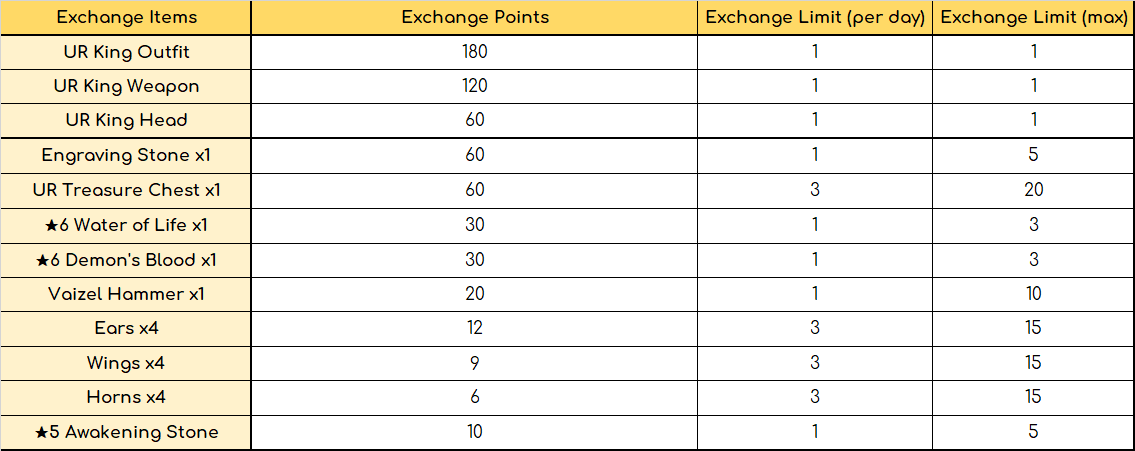 Exchange Items Exchange Points Exchange Limit (per day) Exchange Limit (max)
UR King Outfit 180 1 1
UR King Weapon 120 1 1
UR King Head 60 1 1
Engraving Stone x1 60 1 5
UR Treasure Chest x1 60 3 20
★6 Water of Life x1 30 1 3
★6 Demon's Blood x1 30 1 3
Vaizel Hammer x1 20 1 10
Ears x4 12 3 15
Wings x4 9 3 15
Horns x4 6 3 15
★5 Awakening Stone 10 1 5